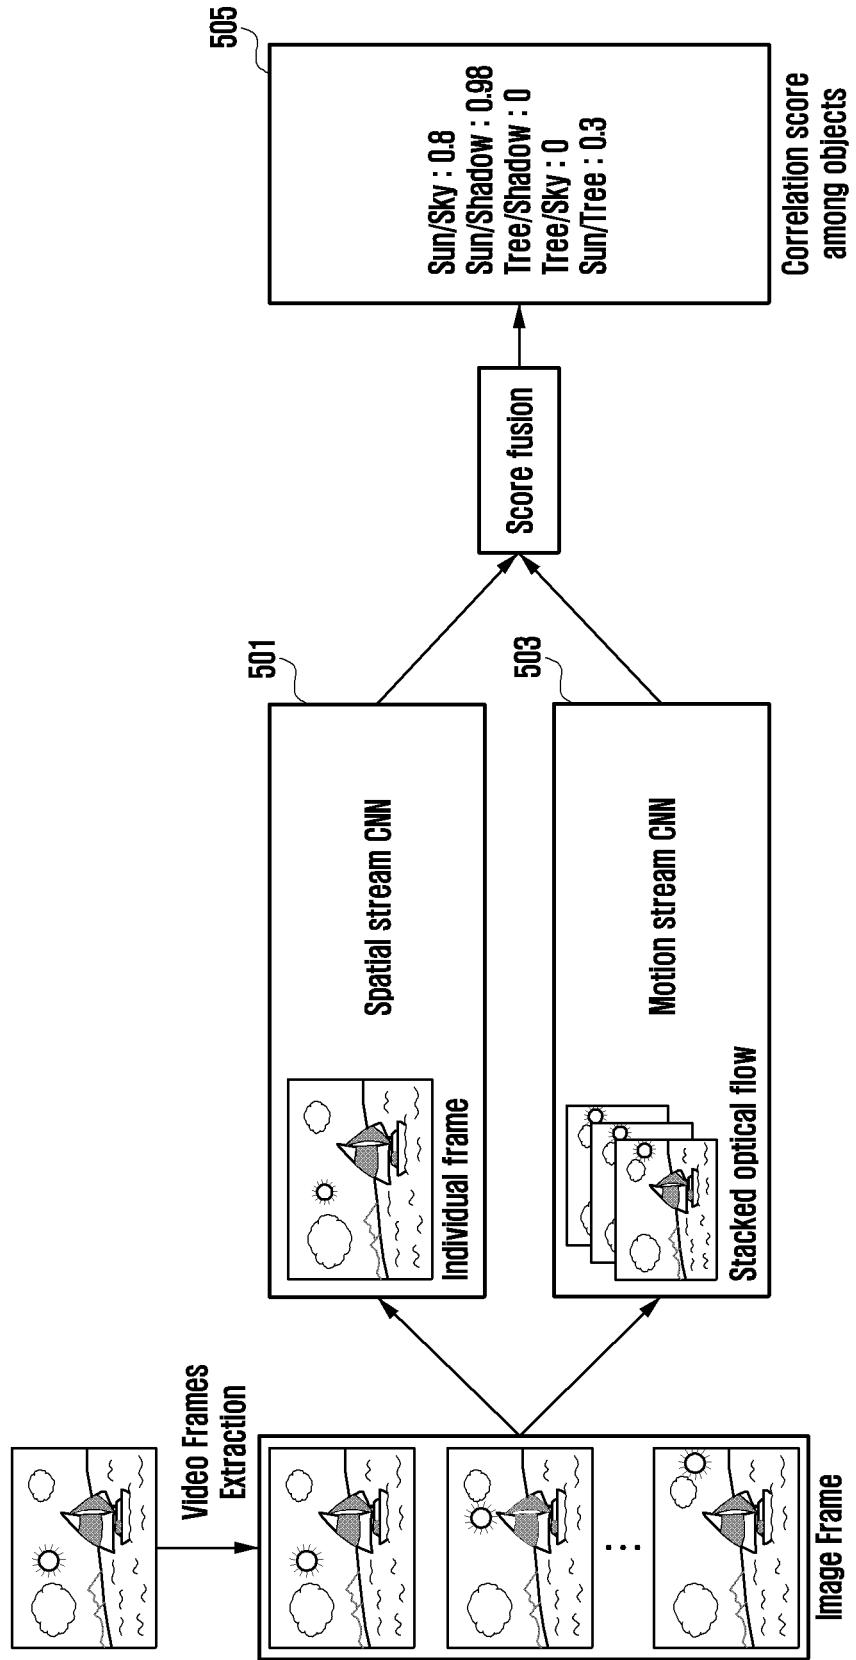 Video Frames
Extraction
Image Frame
501
Spatial stream CNN
Individual frame
503
Motion stream CNN
Stacked optical flow
Score fusion
505
Sun/Sky : 0.8
Sun/Shadow : 0.98
Tree/Shadow : 0
Tree/Sky : 0
Sun/Tree : 0.3
Correlation score
among objects